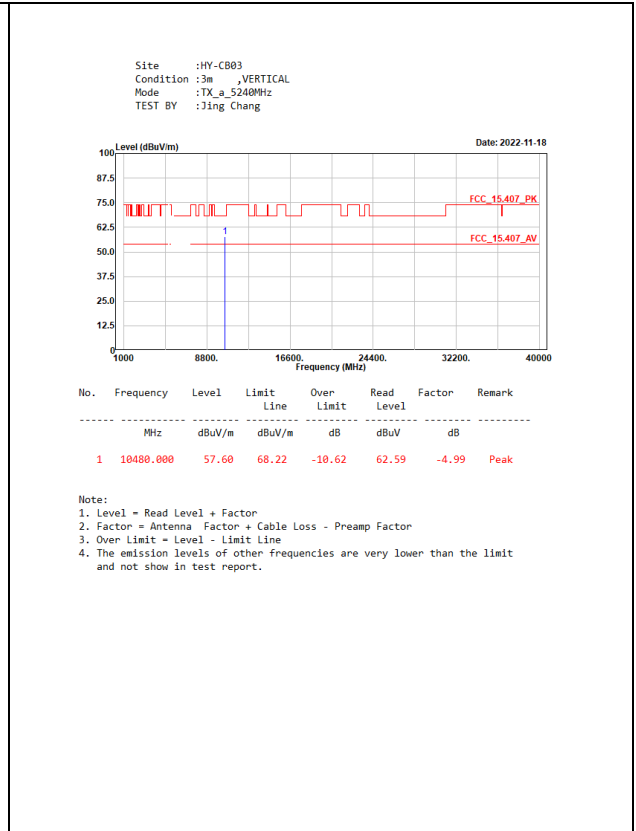 Site      :HY-CB03
Condition :3m    ,VERTICAL
Mode      :TX_a_5240MHz
TEST BY   :Jing Chang
Level (dBuV/m)
Date: 2022-11-18
100
87.5
75.0
FCC_15.407_PK
62.5
1
FCC_15.407_AV
50.0
37.5
25.0
12.5
0
1000 8800. 16600. 24400. 32200. 40000
Frequency (MHz)
No. Frequency Level Limit Over Read Factor Remark
Line Limit Level
------ ----------- -------- --------- --------- -------- -------- ---------
MHz dBuV/m dBuV/m dB dBuV dB
1 10480.000 57.60 68.22 -10.62 62.59 -4.99 Peak
Note:
1. Level = Read Level + Factor
2. Factor = Antenna  Factor + Cable Loss - Preamp Factor
3. Over Limit = Level - Limit Line
4. The emission levels of other frequencies are very lower than the limit
and not show in test report.